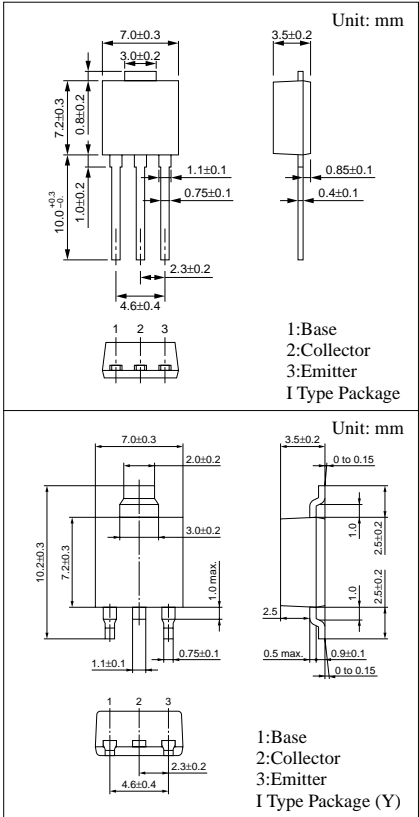 Unit: mm
7.0±0.3
3.0±0.2
3.5±0.2
7.2±0.3
0.8±0.2
10.0 +0.3 −0.
1.0±0.2
1.1±0.1
0.75±0.1
0.85±0.1
0.4±0.1
2.3±0.2
4.6±0.4
1 2 3
1:Base
2:Collector
3:Emitter
I Type Package
Unit: mm
7.0±0.3
3.5±0.2
0 to 0.15
2.0±0.2
10.2±0.3
7.2±0.3
3.0±0.2
1.0
2.5±0.2
1.0 max.
2.5
1.0
2.5±0.2
0.5 max.
0.9±0.1
0 to 0.15
1.1±0.1
0.75±0.1
1 2 3
2.3±0.2
4.6±0.4
1:Base
2:Collector
3:Emitter
I Type Package (Y)